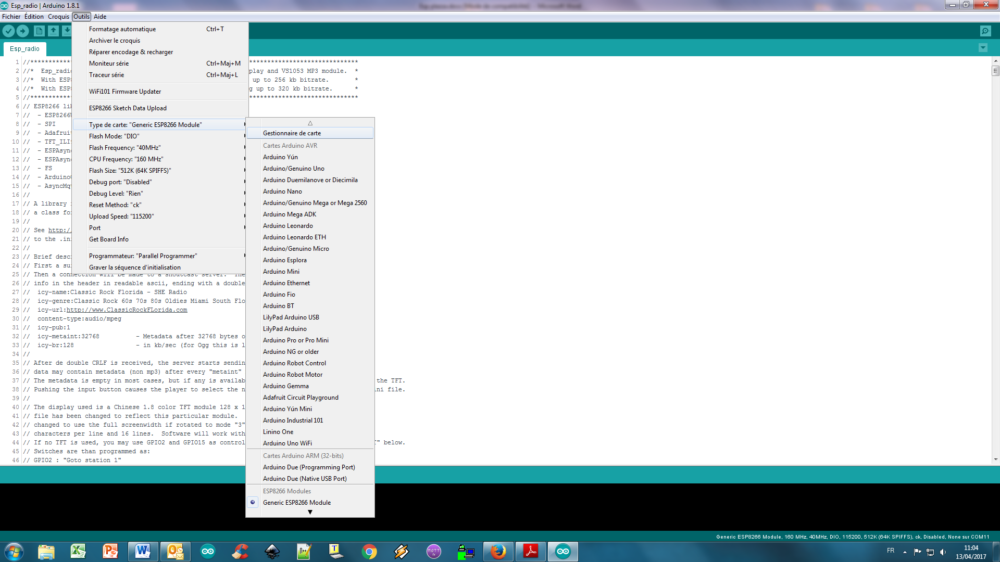 Esp_radio | Arduino 1.8.1
Fichier Édition Croquis Outils Aide
Esp_radio
Formatage automatique Ctrl+T
Archiver le croquis
Réparer encodage & recharger
Moniteur série Ctrl+Maj+M
Traceur série Ctrl+Maj+L
WiFi101 Firmware Updater
ESP8266 Sketch Data Upload
Type de carte: "Generic ESP8266 Module"
Flash Mode: "DIO"
Flash Frequency: "40MHz"
CPU Frequency: "160 MHz"
Flash Size: "512K (64K SPIFFS)"
Debug port: "Disabled"
Debug Level: "Rien"
Reset Method: "ck"
Upload Speed: "115200"
Port
Get Board Info
Programmateur: "Parallel Programmer"
Graver la séquence d'initialisation
Gestionnaire de carte
Cartes Arduino AVR
Arduino Yún
Arduino/Genuino Uno
Arduino Duemilanove or Diecimila
Arduino Nano
Arduino/Genuino Mega or Mega 2560
Arduino Mega ADK
Arduino Leonardo
Arduino Leonardo ETH
Arduino/Genuino Micro
Arduino Esplora
Arduino Mini
Arduino Ethernet
Arduino Fio
Arduino BT
LilyPad Arduino USB
LilyPad Arduino
Arduino Pro or Pro Mini
Arduino NG or older
Arduino Robot Control
Arduino Robot Motor
Arduino Gemma
Adafruit Circuit Playground
Arduino Yún Mini
Arduino Industrial 101
Linino One
Arduino Uno WiFi
Cartes Arduino ARM (32-bits)
Arduino Due (Programming Port)
Arduino Due (Native USB Port)
ESP8266 Modules
Generic ESP8266 Module
1 //************** ******************************
2 //* Esp_radio play and VS1053 MP3 module. *
3 //* With ESP8 up to 256 kb bitrate. *
4 //* With ESP8 g up to 320 kb bitrate. *
5 //************** ******************************
6 // ESP8266 lib
7 // - ESP8266W
8 // - SPI
9 // - Adafruit
10 // - TFT_ILI9
11 // - ESPAsync
12 // - ESPAsync
13 // - FS
14 // - ArduinoO
15 // - AsyncMqt
16 //
17 // A library
18 // a class for
19 //
20 // See http:/
21 // to the .ini
22 //
23 // Brief desc
24 // First a su
25 // Then a connection will be made to a shoutcast server. The
26 // info in the header in readable ascii, ending with a double
27 // icy-name:Classic Rock Florida - SHE Radio
28 // icy-genre:Classic Rock 60s 70s 80s Oldies Miami South Flo
29 // icy-url:http://www.ClassicRockFLorida.com
30 // content-type:audio/mpeg
31 // icy-pub:1
32 // icy-metaint:32768 - Metadata after 32768 bytes o
33 // icy-br:128 - in kb/sec (for Ogg this is l
34 //
35 // After de double CRLF is received, the server starts sendin
36 // data may contain metadata (non mp3) after every "metaint"
37 // The metadata is empty in most cases, but if any is availab the TFT.
38 // Pushing the input button causes the player to select the n ni file.
39 //
40 // The display used is a Chinese 1.8 color TFT module 128 x 1
41 // file has been changed to reflect this particular module.
42 // changed to use the full screenwidth if rotated to mode "3"
43 // characters per line and 16 lines. Software will work with
44 // If no TFT is used, you may use GPIO2 and GPIO15 as control T" below.
45 // Switches are than programmed as:
46 // GPIO2 : "Goto station 1"
Generic ESP8266 Module, 160 MHz, 40MHz, DIO, 115200, 512K (64K SPIFFS), ck, Disabled, None sur COM11
FR
11:04
13/04/2017